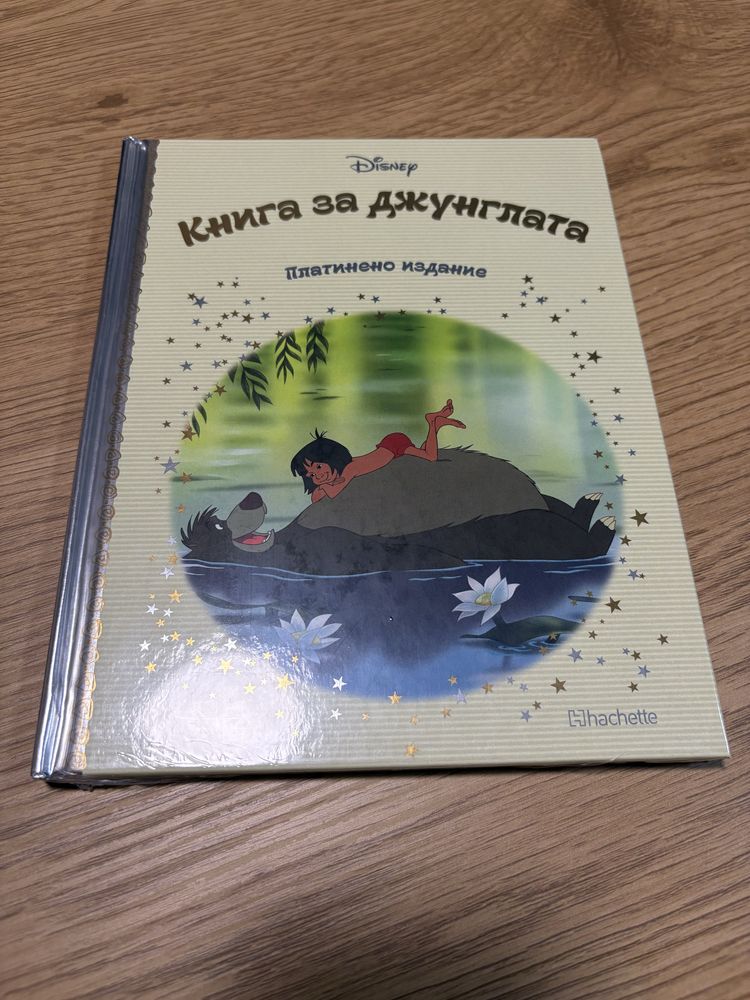 Disney
Книга за джунглата
Платинено издание
hachette